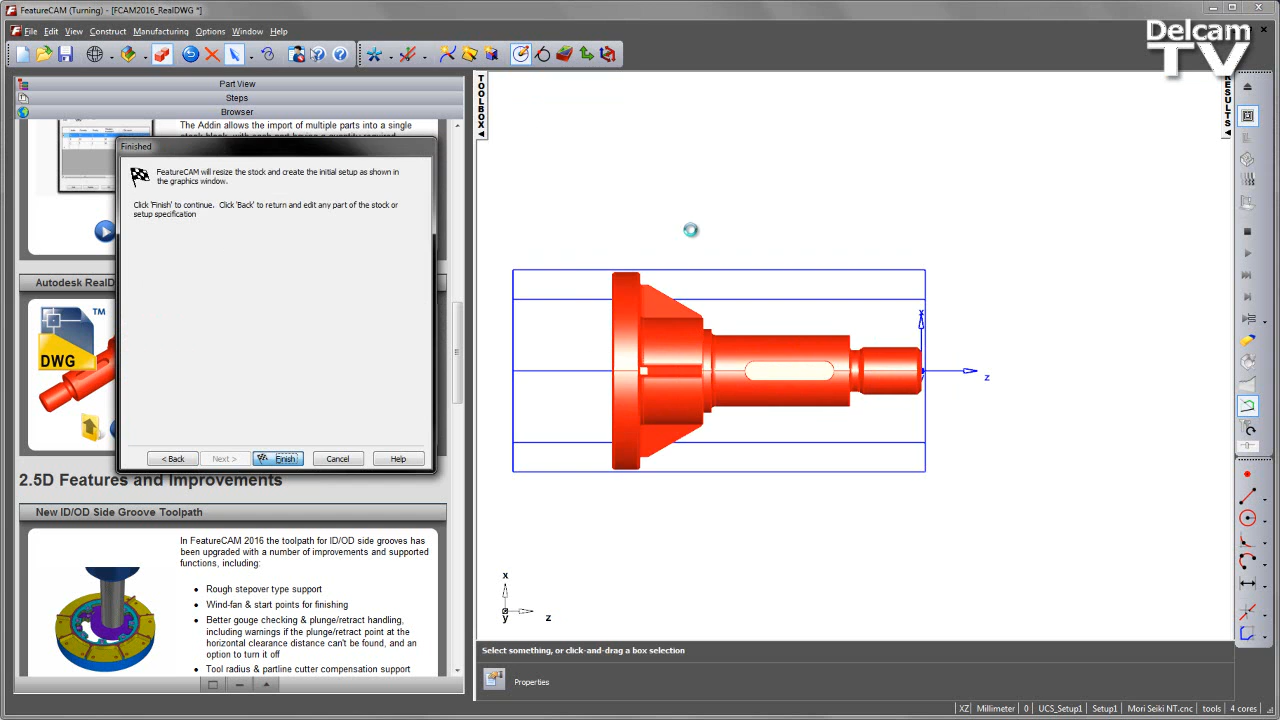 FeatureCAM (Turning) - [FCAM2016_RealDWG *]
File Edit View Construct Manufacturing Options Window Help
Delcam
TV
Part View
Steps
Browser
The Addin allows the import of multiple parts into a single
Finished
FeatureCAM will resize the stock and create the initial setup as shown in
the graphics window.
Click 'Finish' to continue. Click 'Back' to return and edit any part of the stock or
setup specification
< Back Next > Finish Cancel Help
Autodesk RealD
DWG
TM
2.5D Features and Improvements
New ID/OD Side Groove Toolpath
In FeatureCAM 2016 the toolpath for ID/OD side grooves has
been upgraded with a number of improvements and supported
functions, including:
• Rough stepover type support
• Wind-fan & start points for finishing
• Better gouge checking & plunge/retract handling,
including warnings if the plunge/retract point at the
horizontal clearance distance can't be found, and an
option to turn it off
• Tool radius & partline cutter compensation support
TOOLBOX
RESULTS
x
z
x
y
z
Select something, or click-and-drag a box selection
Properties
XZ Millimeter 0 UCS_Setup1 Setup1 Mori Seiki NT.cnc tools 4 cores